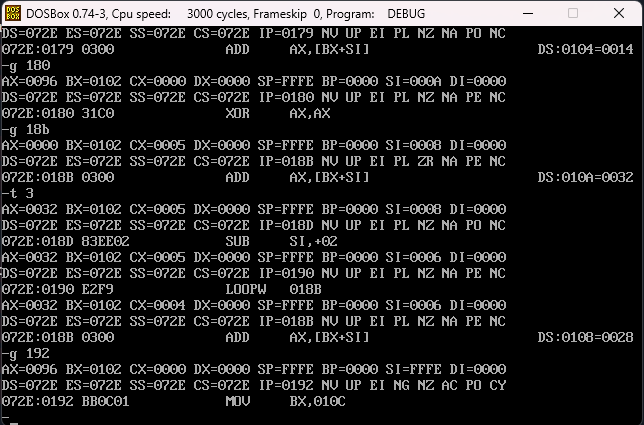 DOSBox 0.74-3, Cpu speed: 3000 cycles, Frameskip 0, Program: DEBUG
DS=072E ES=072E SS=072E CS=072E IP=0179 NV UP EI PL NZ NA PO NC
072E:0179 0300 ADD AX,[BX+SI] DS:0104=0014
-g 180
AX=0096 BX=0102 CX=0000 DX=0000 SP=FFFE BP=0000 SI=000A DI=0000
DS=072E ES=072E SS=072E CS=072E IP=0180 NV UP EI PL NZ NA PE NC
072E:0180 31C0 XOR AX,AX
-g 18b
AX=0000 BX=0102 CX=0005 DX=0000 SP=FFFE BP=0000 SI=0008 DI=0000
DS=072E ES=072E SS=072E CS=072E IP=018B NV UP EI PL ZR NA PE NC
072E:018B 0300 ADD AX,[BX+SI] DS:010A=0032
-t 3
AX=0032 BX=0102 CX=0005 DX=0000 SP=FFFE BP=0000 SI=0008 DI=0000
DS=072E ES=072E SS=072E CS=072E IP=018D NV UP EI PL NZ NA PO NC
072E:018D 83EE02 SUB SI,+02
AX=0032 BX=0102 CX=0005 DX=0000 SP=FFFE BP=0000 SI=0006 DI=0000
DS=072E ES=072E SS=072E CS=072E IP=0190 NV UP EI PL NZ NA PE NC
072E:0190 E2F9 LOOPW 018B
AX=0032 BX=0102 CX=0004 DX=0000 SP=FFFE BP=0000 SI=0006 DI=0000
DS=072E ES=072E SS=072E CS=072E IP=018B NV UP EI PL NZ NA PE NC
072E:018B 0300 ADD AX,[BX+SI] DS:0108=0028
-g 192
AX=0096 BX=0102 CX=0000 DX=0000 SP=FFFE BP=0000 SI=FFFE DI=0000
DS=072E ES=072E SS=072E CS=072E IP=0192 NV UP EI NG NZ AC PO CY
072E:0192 BB0C01 MOV BX,010C
-